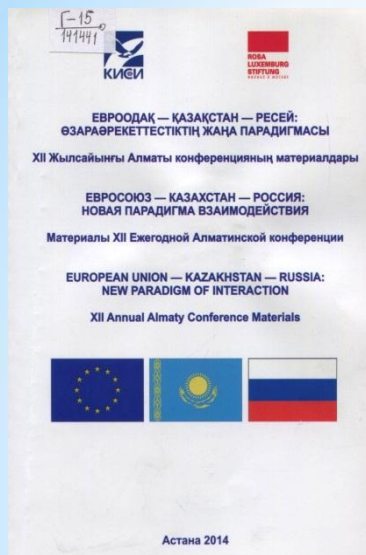 Г-15
141441
КИСИ
ROSA
LUXEMBURG
STIFTUNG
ЕВРООДАҚ — ҚАЗАҚСТАН — РЕСЕЙ:
ӨЗАРАӘРЕКЕТТЕСТІКТІҢ ЖАҢА ПАРАДИГМАСЫ
XII Жылсайынғы Алматы конференцияның материалдары
ЕВРОСОЮЗ — КАЗАХСТАН — РОССИЯ:
НОВАЯ ПАРАДИГМА ВЗАИМОДЕЙСТВИЯ
Материалы XII Ежегодной Алматинской конференции
EUROPEAN UNION — KAZAKHSTAN — RUSSIA:
NEW PARADIGM OF INTERACTION
XII Annual Almaty Conference Materials
Астана 2014